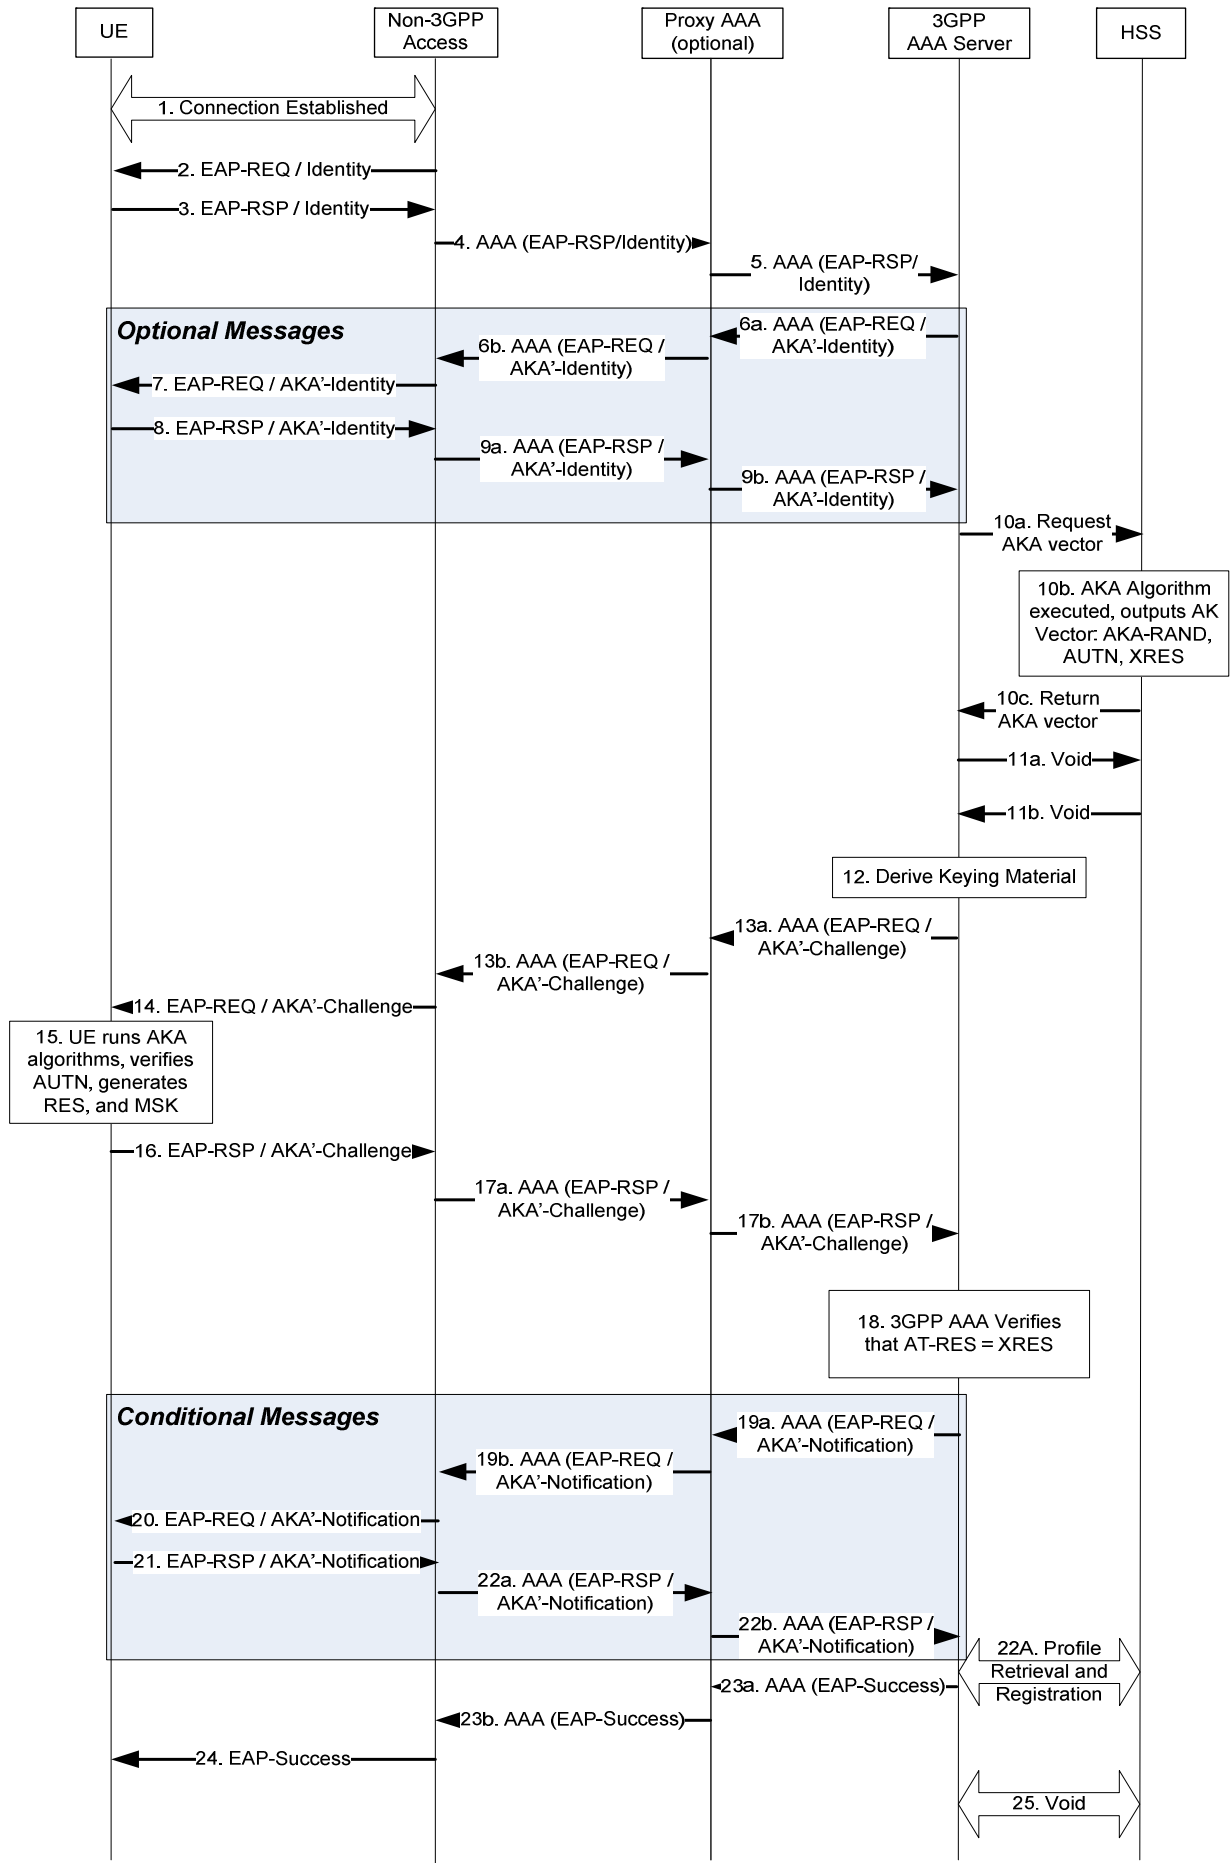 UE
Non-3GPP
Access
Proxy AAA
(optional)
3GPP
AAA Server
HSS
1. Connection Established
2. EAP-REQ / Identity
3. EAP-RSP / Identity
4. AAA (EAP-RSP/Identity)
5. AAA (EAP-RSP/
Identity)
Optional Messages
6a. AAA (EAP-REQ /
AKA'-Identity)
6b. AAA (EAP-REQ /
AKA'-Identity)
7. EAP-REQ / AKA'-Identity
8. EAP-RSP / AKA'-Identity
9a. AAA (EAP-RSP /
AKA'-Identity)
9b. AAA (EAP-RSP /
AKA'-Identity)
10a. Request
AKA vector
10b. AKA Algorithm
executed, outputs AK
Vector: AKA-RAND,
AUTN, XRES
10c. Return
AKA vector
11a. Void
11b. Void
12. Derive Keying Material
13a. AAA (EAP-REQ /
AKA'-Challenge)
13b. AAA (EAP-REQ /
AKA'-Challenge)
14. EAP-REQ / AKA'-Challenge
15. UE runs AKA
algorithms, verifies
AUTN, generates
RES, and MSK
16. EAP-RSP / AKA'-Challenge
17a. AAA (EAP-RSP /
AKA'-Challenge)
17b. AAA (EAP-RSP /
AKA'-Challenge)
18. 3GPP AAA Verifies
that AT-RES = XRES
Conditional Messages
19a. AAA (EAP-REQ /
AKA'-Notification)
19b. AAA (EAP-REQ /
AKA'-Notification)
20. EAP-REQ / AKA'-Notification
21. EAP-RSP / AKA'-Notification
22a. AAA (EAP-RSP /
AKA'-Notification)
22b. AAA (EAP-RSP /
AKA'-Notification)
22A. Profile
Retrieval and
Registration
23a. AAA (EAP-Success)
23b. AAA (EAP-Success)
24. EAP-Success
25. Void